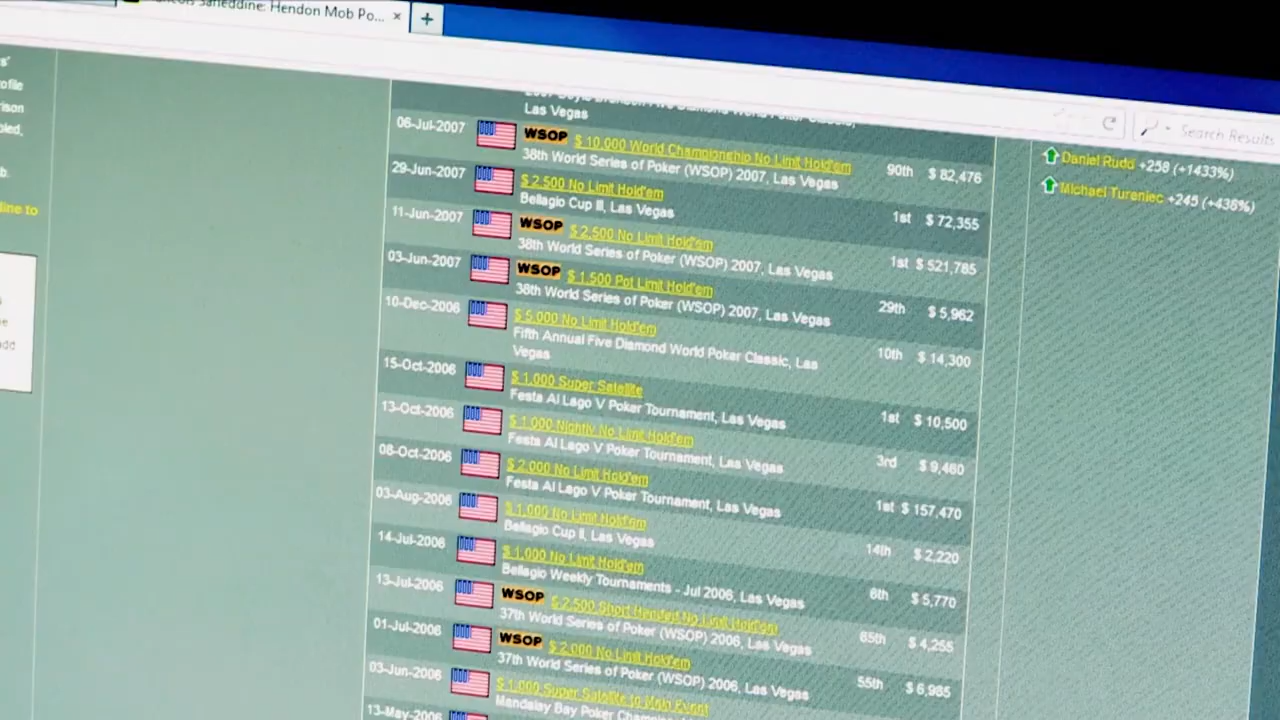 Saneddine: Hendon Mob Po... × +
Las Vegas
Search Results
Daniel Rudd +258 (+1433%)
Michael Tureniec +245 (+436%)
06-Jul-2007 WSOP $ 10,000 World Championship No Limit Hold'em 90th $ 82,476
38th World Series of Poker (WSOP) 2007, Las Vegas
29-Jun-2007 $ 2,500 No Limit Hold'em 1st $ 72,355
Bellagio Cup III, Las Vegas
11-Jun-2007 WSOP $ 2,500 No Limit Hold'em 1st $ 521,785
38th World Series of Poker (WSOP) 2007, Las Vegas
03-Jun-2007 WSOP $ 1,500 Pot Limit Hold'em 29th $ 5,962
38th World Series of Poker (WSOP) 2007, Las Vegas
10-Dec-2006 $ 5,000 No Limit Hold'em 10th $ 14,300
Fifth Annual Five Diamond World Poker Classic, Las
Vegas
15-Oct-2006 $ 1,000 Super Satellite 1st $ 10,500
Festa Al Lago V Poker Tournament, Las Vegas
13-Oct-2006 $ 1,000 Nightly No Limit Hold'em 3rd $ 9,460
Festa Al Lago V Poker Tournament, Las Vegas
08-Oct-2006 $ 2,000 No Limit Hold'em 1st $ 157,470
Festa Al Lago V Poker Tournament, Las Vegas
03-Aug-2006 $ 1,000 No Limit Hold'em 14th $ 2,220
Bellagio Cup II, Las Vegas
14-Jul-2006 $ 1,000 No Limit Hold'em 6th $ 5,770
Bellagio Weekly Tournaments - Jul 2006, Las Vegas
13-Jul-2006 WSOP $ 2,500 Short Handed No Limit Hold'em 65th $ 4,255
37th World Series of Poker (WSOP) 2006, Las Vegas
01-Jul-2006 WSOP $ 2,000 No Limit Hold'em 55th $ 6,985
37th World Series of Poker (WSOP) 2006, Las Vegas
03-Jun-2006 $ 1,000 Super Satellite to Main Event
Mandalay Bay Poker
13-May-2006
line to